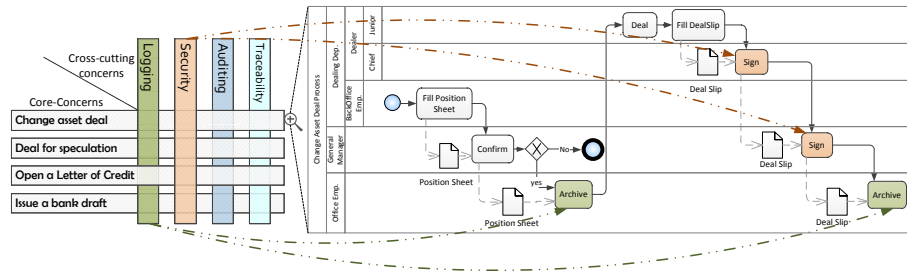 Cross-cutting
concerns
Core-Concerns
Logging
Security
Auditing
Traceability
Change asset deal
Deal for speculation
Open a Letter of Credit
Issue a bank draft
Change Asset Deal Process
Dealing Dep.
Dealer
Junipr
Chief
BackOffice
Emp.
General
Manager
Office Emp.
Deal
Fill DealSlip
Deal Slip
Sign
Fill Position
Sheet
Position Sheet
Confirm
X
No
yes
Position Sheet
Archive
Deal Slip
Sign
Deal Slip
Archive